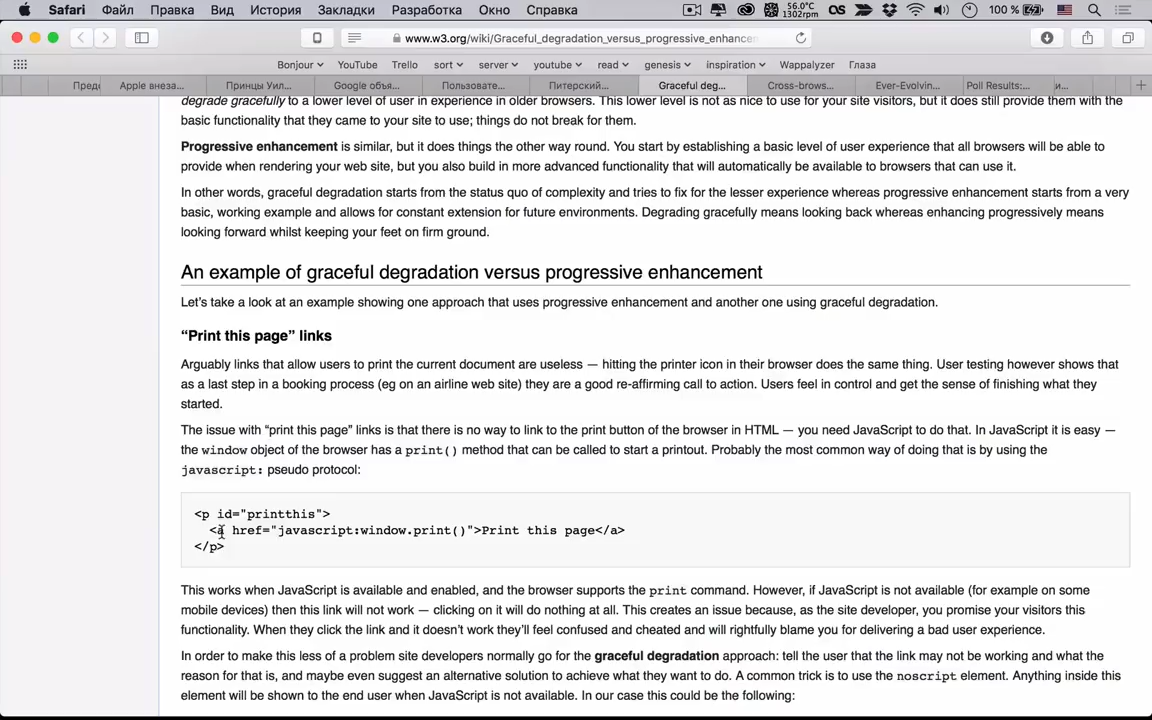 Safari Файл Правка Вид История Закладки Разработка Окно Справка 56.0°C 1302rpm 100 %
www.w3.org/wiki/Graceful_degradation_versus_progressive_enhancem
Bonjour YouTube Trello sort server youtube read genesis inspiration Wappalyzer Глаза
Предс Apple внеза... Принцы Уил... Google объя... Пользовате... Питерский... Graceful deg... Cross-brows... Ever-Evolvin... Poll Results:... и...
degrade gracefully to a lower level of user in experience in older browsers. This lower level is not as nice to use for your site visitors, but it does still provide them with the
basic functionality that they came to your site to use; things do not break for them.
Progressive enhancement is similar, but it does things the other way round. You start by establishing a basic level of user experience that all browsers will be able to
provide when rendering your web site, but you also build in more advanced functionality that will automatically be available to browsers that can use it.
In other words, graceful degradation starts from the status quo of complexity and tries to fix for the lesser experience whereas progressive enhancement starts from a very
basic, working example and allows for constant extension for future environments. Degrading gracefully means looking back whereas enhancing progressively means
looking forward whilst keeping your feet on firm ground.
An example of graceful degradation versus progressive enhancement
Let's take a look at an example showing one approach that uses progressive enhancement and another one using graceful degradation.
“Print this page” links
Arguably links that allow users to print the current document are useless — hitting the printer icon in their browser does the same thing. User testing however shows that
as a last step in a booking process (eg on an airline web site) they are a good re-affirming call to action. Users feel in control and get the sense of finishing what they
started.
The issue with “print this page” links is that there is no way to link to the print button of the browser in HTML — you need JavaScript to do that. In JavaScript it is easy —
the window object of the browser has a print() method that can be called to start a printout. Probably the most common way of doing that is by using the
javascript: pseudo protocol:
<p id="printthis">
<a href="javascript:window.print()">Print this page</a>
</p>
This works when JavaScript is available and enabled, and the browser supports the print command. However, if JavaScript is not available (for example on some
mobile devices) then this link will not work — clicking on it will do nothing at all. This creates an issue because, as the site developer, you promise your visitors this
functionality. When they click the link and it doesn't work they'll feel confused and cheated and will rightfully blame you for delivering a bad user experience.
In order to make this less of a problem site developers normally go for the graceful degradation approach: tell the user that the link may not be working and what the
reason for that is, and maybe even suggest an alternative solution to achieve what they want to do. A common trick is to use the noscript element. Anything inside this
element will be shown to the end user when JavaScript is not available. In our case this could be the following: